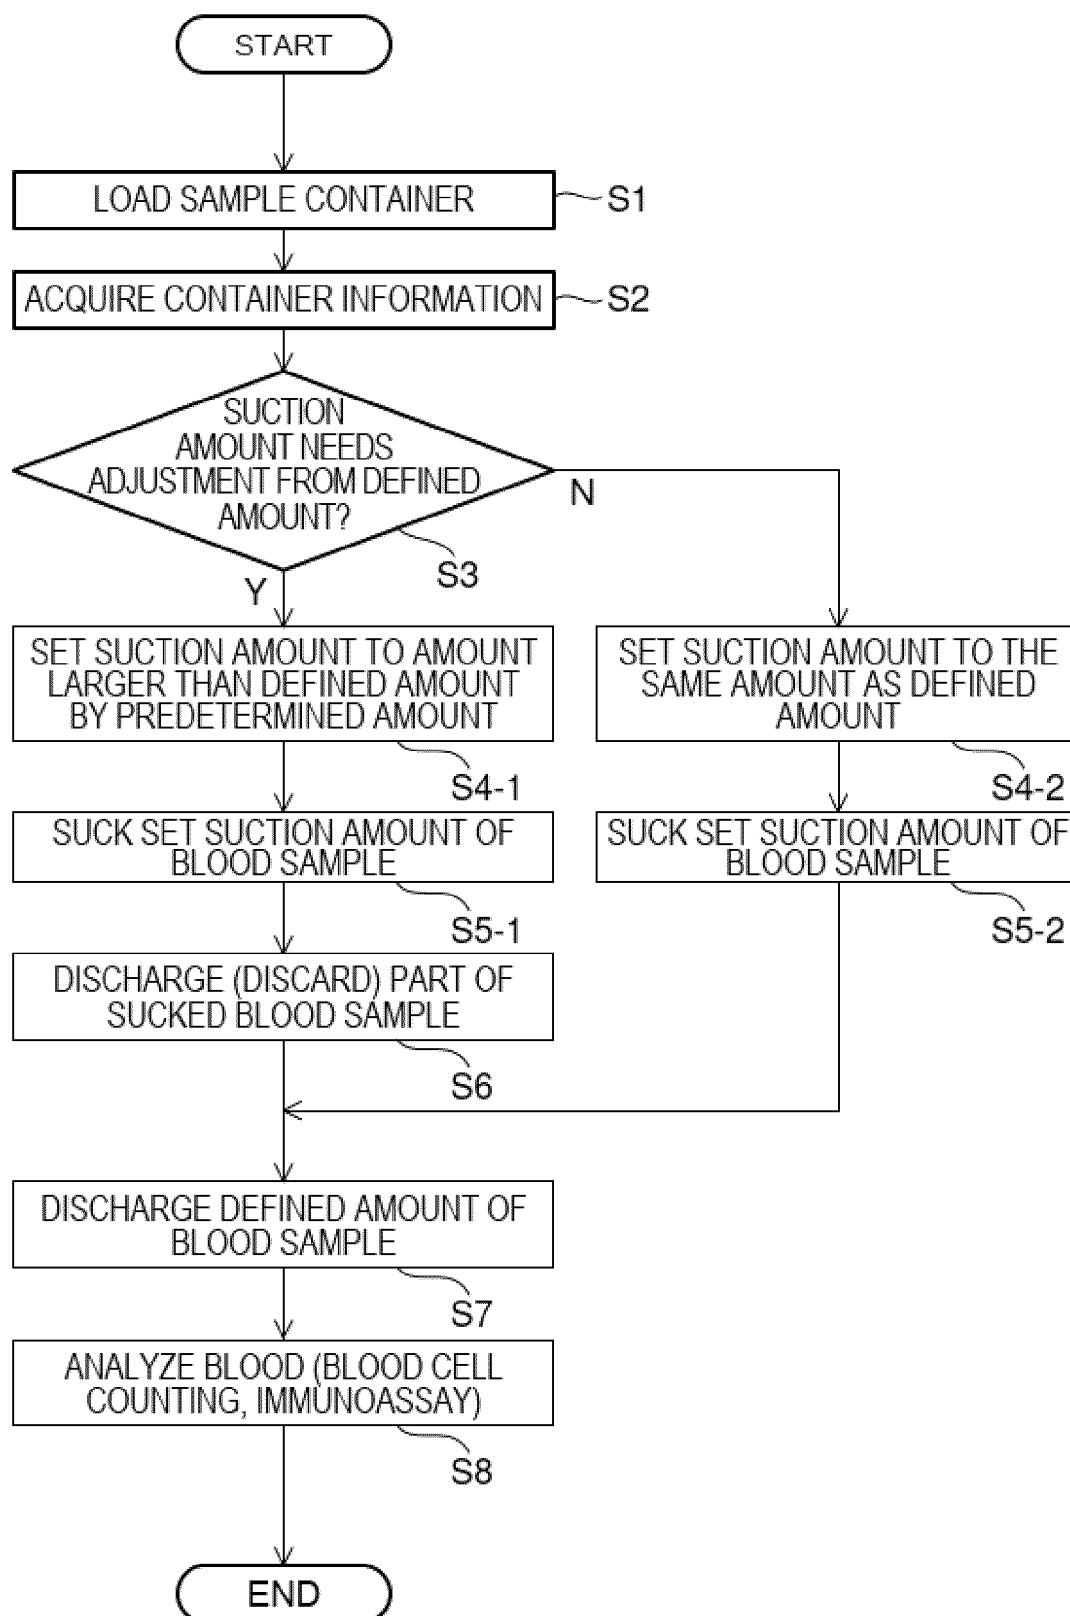 START
LOAD SAMPLE CONTAINER
S1
ACQUIRE CONTAINER INFORMATION
S2
SUCTION
AMOUNT NEEDS
ADJUSTMENT FROM DEFINED
AMOUNT?
N
S3
Y
SET SUCTION AMOUNT TO AMOUNT
LARGER THAN DEFINED AMOUNT
BY PREDETERMINED AMOUNT
S4-1
SET SUCTION AMOUNT TO THE
SAME AMOUNT AS DEFINED
AMOUNT
S4-2
SUCK SET SUCTION AMOUNT OF
BLOOD SAMPLE
S5-1
SUCK SET SUCTION AMOUNT OF
BLOOD SAMPLE
S5-2
DISCHARGE (DISCARD) PART OF
SUCKED BLOOD SAMPLE
S6
DISCHARGE DEFINED AMOUNT OF
BLOOD SAMPLE
S7
ANALYZE BLOOD (BLOOD CELL
COUNTING, IMMUNOASSAY)
S8
END